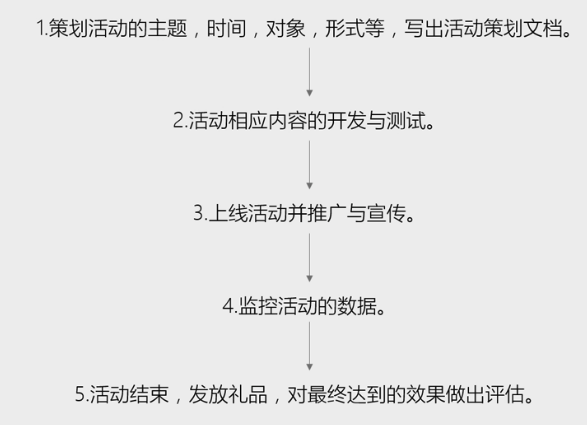 1.策划活动的主题，时间，对象，形式等，写出活动策划文档。
2.活动相应内容的开发与测试。
3.上线活动并推广与宣传。
4.监控活动的数据。
5.活动结束，发放礼品，对最终达到的效果做出评估。